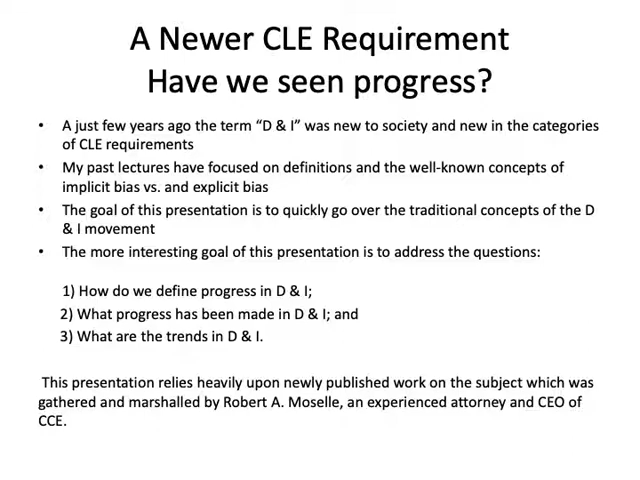 A Newer CLE Requirement
Have we seen progress?
• A just few years ago the term “D & I” was new to society and new in the categories
of CLE requirements
• My past lectures have focused on definitions and the well-known concepts of
implicit bias vs. and explicit bias
• The goal of this presentation is to quickly go over the traditional concepts of the D
& I movement
• The more interesting goal of this presentation is to address the questions:
1) How do we define progress in D & I;
2) What progress has been made in D & I; and
3) What are the trends in D & I.
This presentation relies heavily upon newly published work on the subject which was
gathered and marshalled by Robert A. Moselle, an experienced attorney and CEO of
CCE.